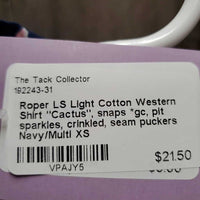 The Tack Collector
192243-31
Roper LS Light Cotton Western
Shirt "Cactus", snaps *gc, pit
sparkles, crinkled, seam puckers
Navy/Multi XS
VPAJY5
$21.50